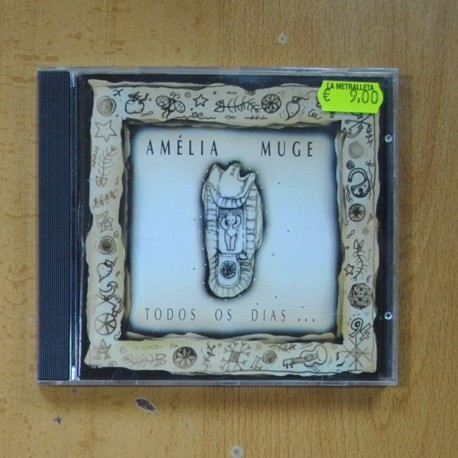 LA METRALLETA
€ 9,00
AMÉLIA MUGE
TODOS OS DIAS...